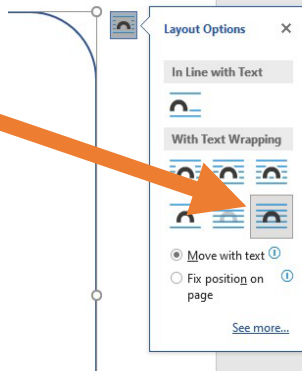 Layout Options
In Line with Text
With Text Wrapping
Move with text
Fix position on
page
See more...